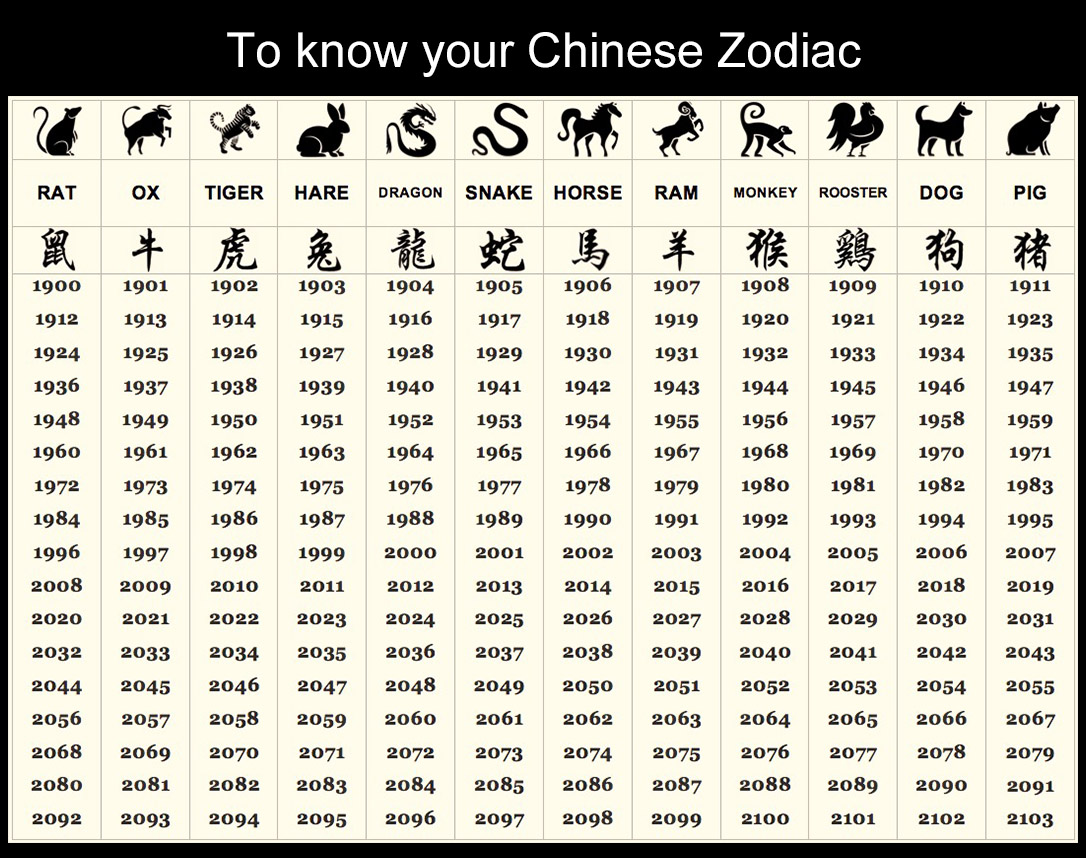 To know your Chinese Zodiac
RAT OX TIGER HARE DRAGON SNAKE HORSE RAM MONKEY ROOSTER DOG PIG
鼠 牛 虎 兔 龍 蛇 馬 羊 猴 鷄 狗 猪
1900 1901 1902 1903 1904 1905 1906 1907 1908 1909 1910 1911
1912 1913 1914 1915 1916 1917 1918 1919 1920 1921 1922 1923
1924 1925 1926 1927 1928 1929 1930 1931 1932 1933 1934 1935
1936 1937 1938 1939 1940 1941 1942 1943 1944 1945 1946 1947
1948 1949 1950 1951 1952 1953 1954 1955 1956 1957 1958 1959
1960 1961 1962 1963 1964 1965 1966 1967 1968 1969 1970 1971
1972 1973 1974 1975 1976 1977 1978 1979 1980 1981 1982 1983
1984 1985 1986 1987 1988 1989 1990 1991 1992 1993 1994 1995
1996 1997 1998 1999 2000 2001 2002 2003 2004 2005 2006 2007
2008 2009 2010 2011 2012 2013 2014 2015 2016 2017 2018 2019
2020 2021 2022 2023 2024 2025 2026 2027 2028 2029 2030 2031
2032 2033 2034 2035 2036 2037 2038 2039 2040 2041 2042 2043
2044 2045 2046 2047 2048 2049 2050 2051 2052 2053 2054 2055
2056 2057 2058 2059 2060 2061 2062 2063 2064 2065 2066 2067
2068 2069 2070 2071 2072 2073 2074 2075 2076 2077 2078 2079
2080 2081 2082 2083 2084 2085 2086 2087 2088 2089 2090 2091
2092 2093 2094 2095 2096 2097 2098 2099 2100 2101 2102 2103